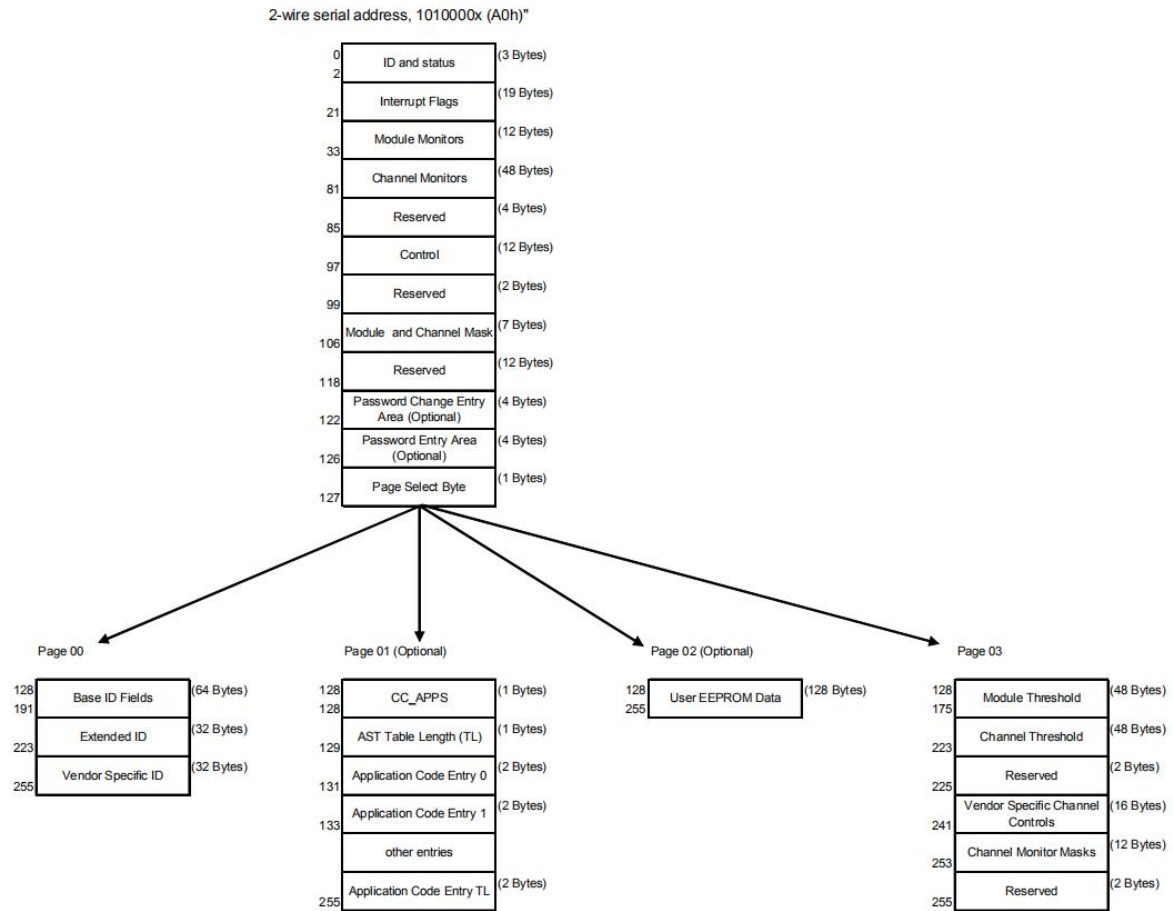 2-wire serial address, 1010000x (A0h)"
0
2
ID and status
(3 Bytes)
21
Interrupt Flags
(19 Bytes)
33
Module Monitors
(12 Bytes)
81
Channel Monitors
(48 Bytes)
85
Reserved
(4 Bytes)
97
Control
(12 Bytes)
99
Reserved
(2 Bytes)
106
Module and Channel Mask
(7 Bytes)
118
Reserved
(12 Bytes)
122
Password Change Entry
Area (Optional)
(4 Bytes)
126
Password Entry Area
(Optional)
(4 Bytes)
127
Page Select Byte
(1 Bytes)
Page 00
128
191
Base ID Fields
(64 Bytes)
223
Extended ID
(32 Bytes)
255
Vendor Specific ID
(32 Bytes)
Page 01 (Optional)
128
128
CC_APPS
(1 Bytes)
129
AST Table Length (TL)
(1 Bytes)
131
Application Code Entry 0
(2 Bytes)
133
Application Code Entry 1
(2 Bytes)
other entries
255
Application Code Entry TL
(2 Bytes)
Page 02 (Optional)
128
255
User EEPROM Data
(128 Bytes)
Page 03
128
175
Module Threshold
(48 Bytes)
223
Channel Threshold
(48 Bytes)
225
Reserved
(2 Bytes)
241
Vendor Specific Channel
Controls
(16 Bytes)
253
Channel Monitor Masks
(12 Bytes)
255
Reserved
(2 Bytes)